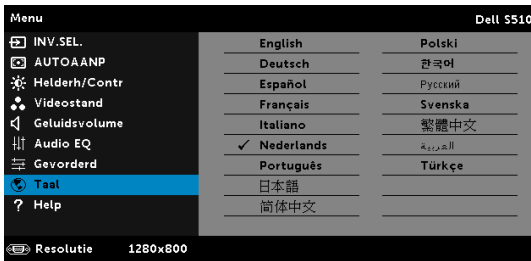 Menu Dell S510
INV.SEL.
AUTOAANP
Helderh/Contr
Videostand
Geluidsvolume
Audio EQ
Gevorderd
Taal
Help
English Polski
Deutsch 한국어
Español Русский
Français Svenska
Italiano 繁體中文
Nederlands العربية
Português Türkçe
日本語
简体中文
Resolutie 1280x800